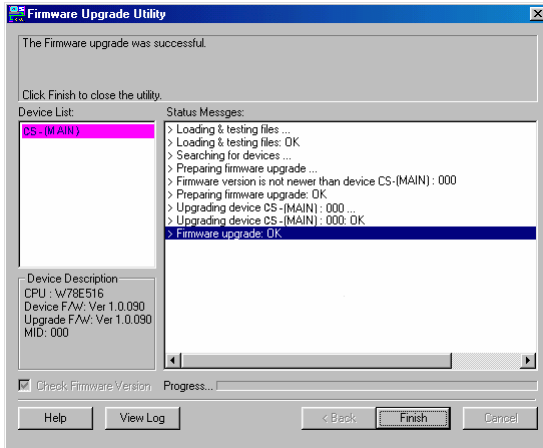 Firmware Upgrade Utility
The Firmware upgrade was successful.
Click Finish to close the utility.
Device List:
Status Messges:
CS-(MAIN)
> Loading & testing files ...
> Loading & testing files: OK
> Searching for devices ...
> Preparing firmware upgrade ...
> Firmware version is not newer than device CS-(MAIN) : 000
> Preparing firmware upgrade: OK
> Upgrading device CS-(MAIN) : 000 ...
> Upgrading device CS-(MAIN) : 000: OK
> Firmware upgrade: OK
Device Description
CPU : W78E516
Device F/W: Ver 1.0.090
Upgrade F/W: Ver 1.0.090
MID: 000
Check Firmware Version
Progress...
Help
View Log
< Back
Finish
Cancel